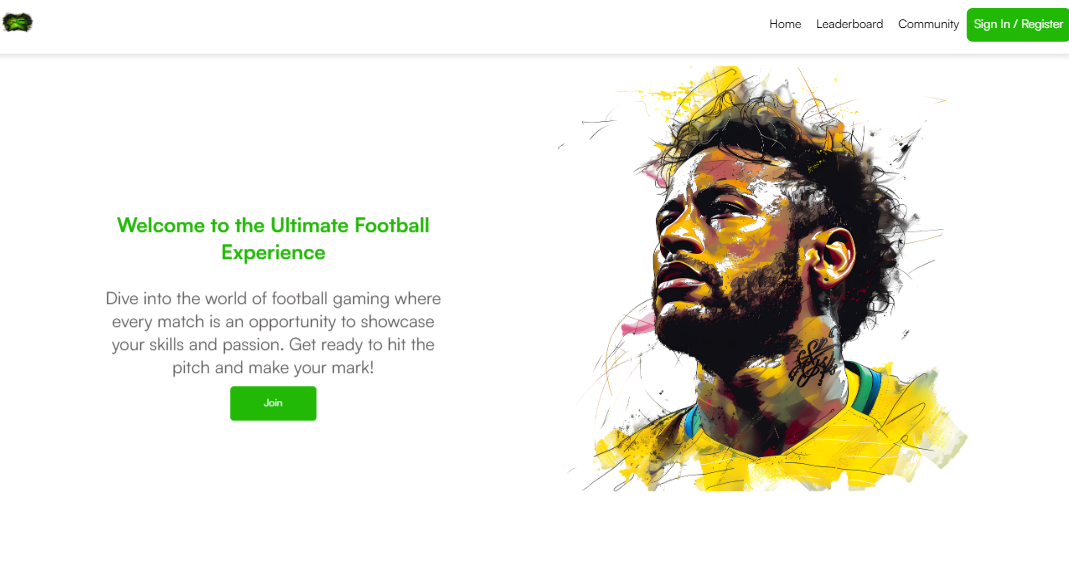 Home Leaderboard Community Sign In / Register
Welcome to the Ultimate Football
Experience
Dive into the world of football gaming where
every match is an opportunity to showcase
your skills and passion. Get ready to hit the
pitch and make your mark!
Join